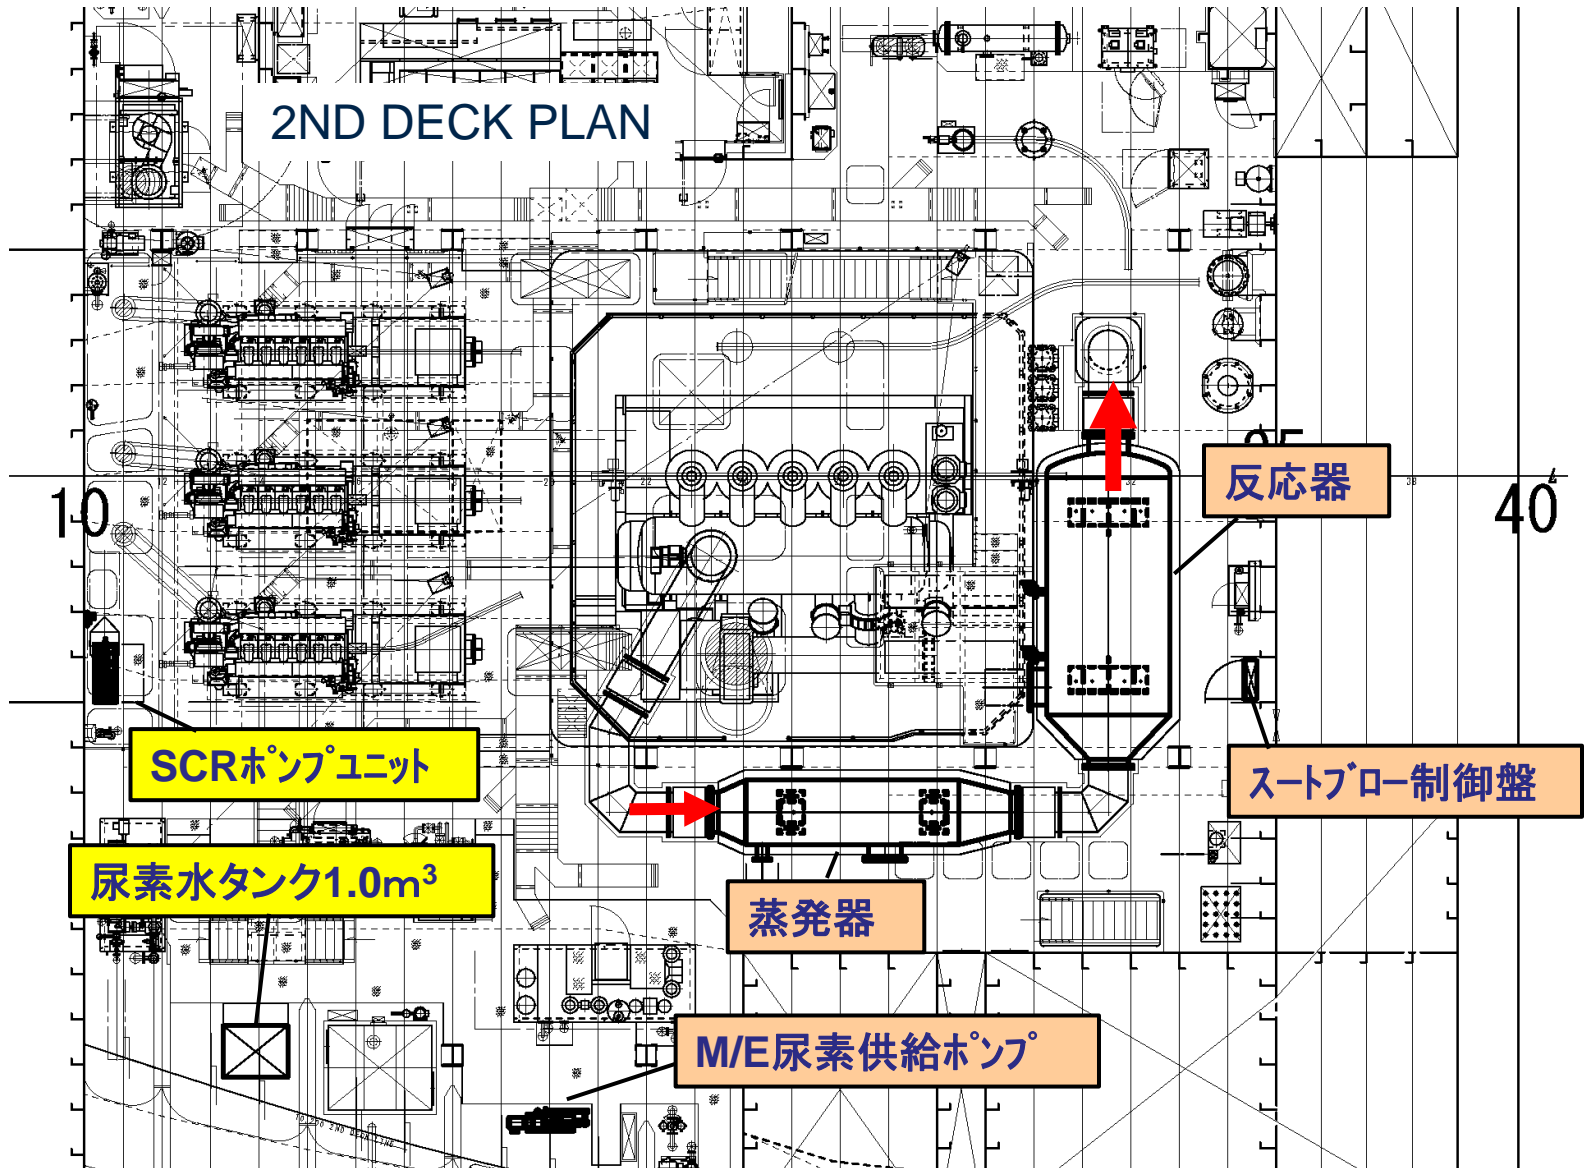 2ND DECK PLAN
反応器
10
40
SCRポンプユニット
スートブロー制御盤
尿素水タンク1.0m³
蒸発器
M/E尿素供給ポンプ